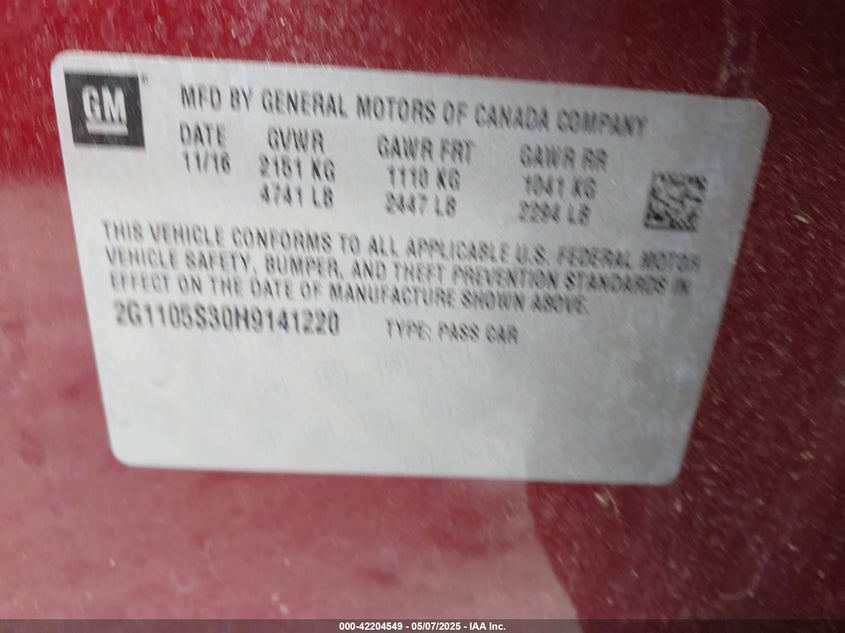 GM
MFD BY GENERAL MOTORS OF CANADA COMPANY
DATE GVWR GAWR FRT GAWR RR
11/16 2151 KG 1110 KG 1041 KG
4741 LB 2447 LB 2294 LB
THIS VEHICLE CONFORMS TO ALL APPLICABLE U.S. FEDERAL MOTOR
VEHICLE SAFETY, BUMPER, AND THEFT PREVENTION STANDARDS IN
EFFECT ON THE DATE OF MANUFACTURE SHOWN ABOVE.
2G1105S30H9141220 TYPE: PASS CAR
000-42204549 — 05/07/2025 — IAA Inc.